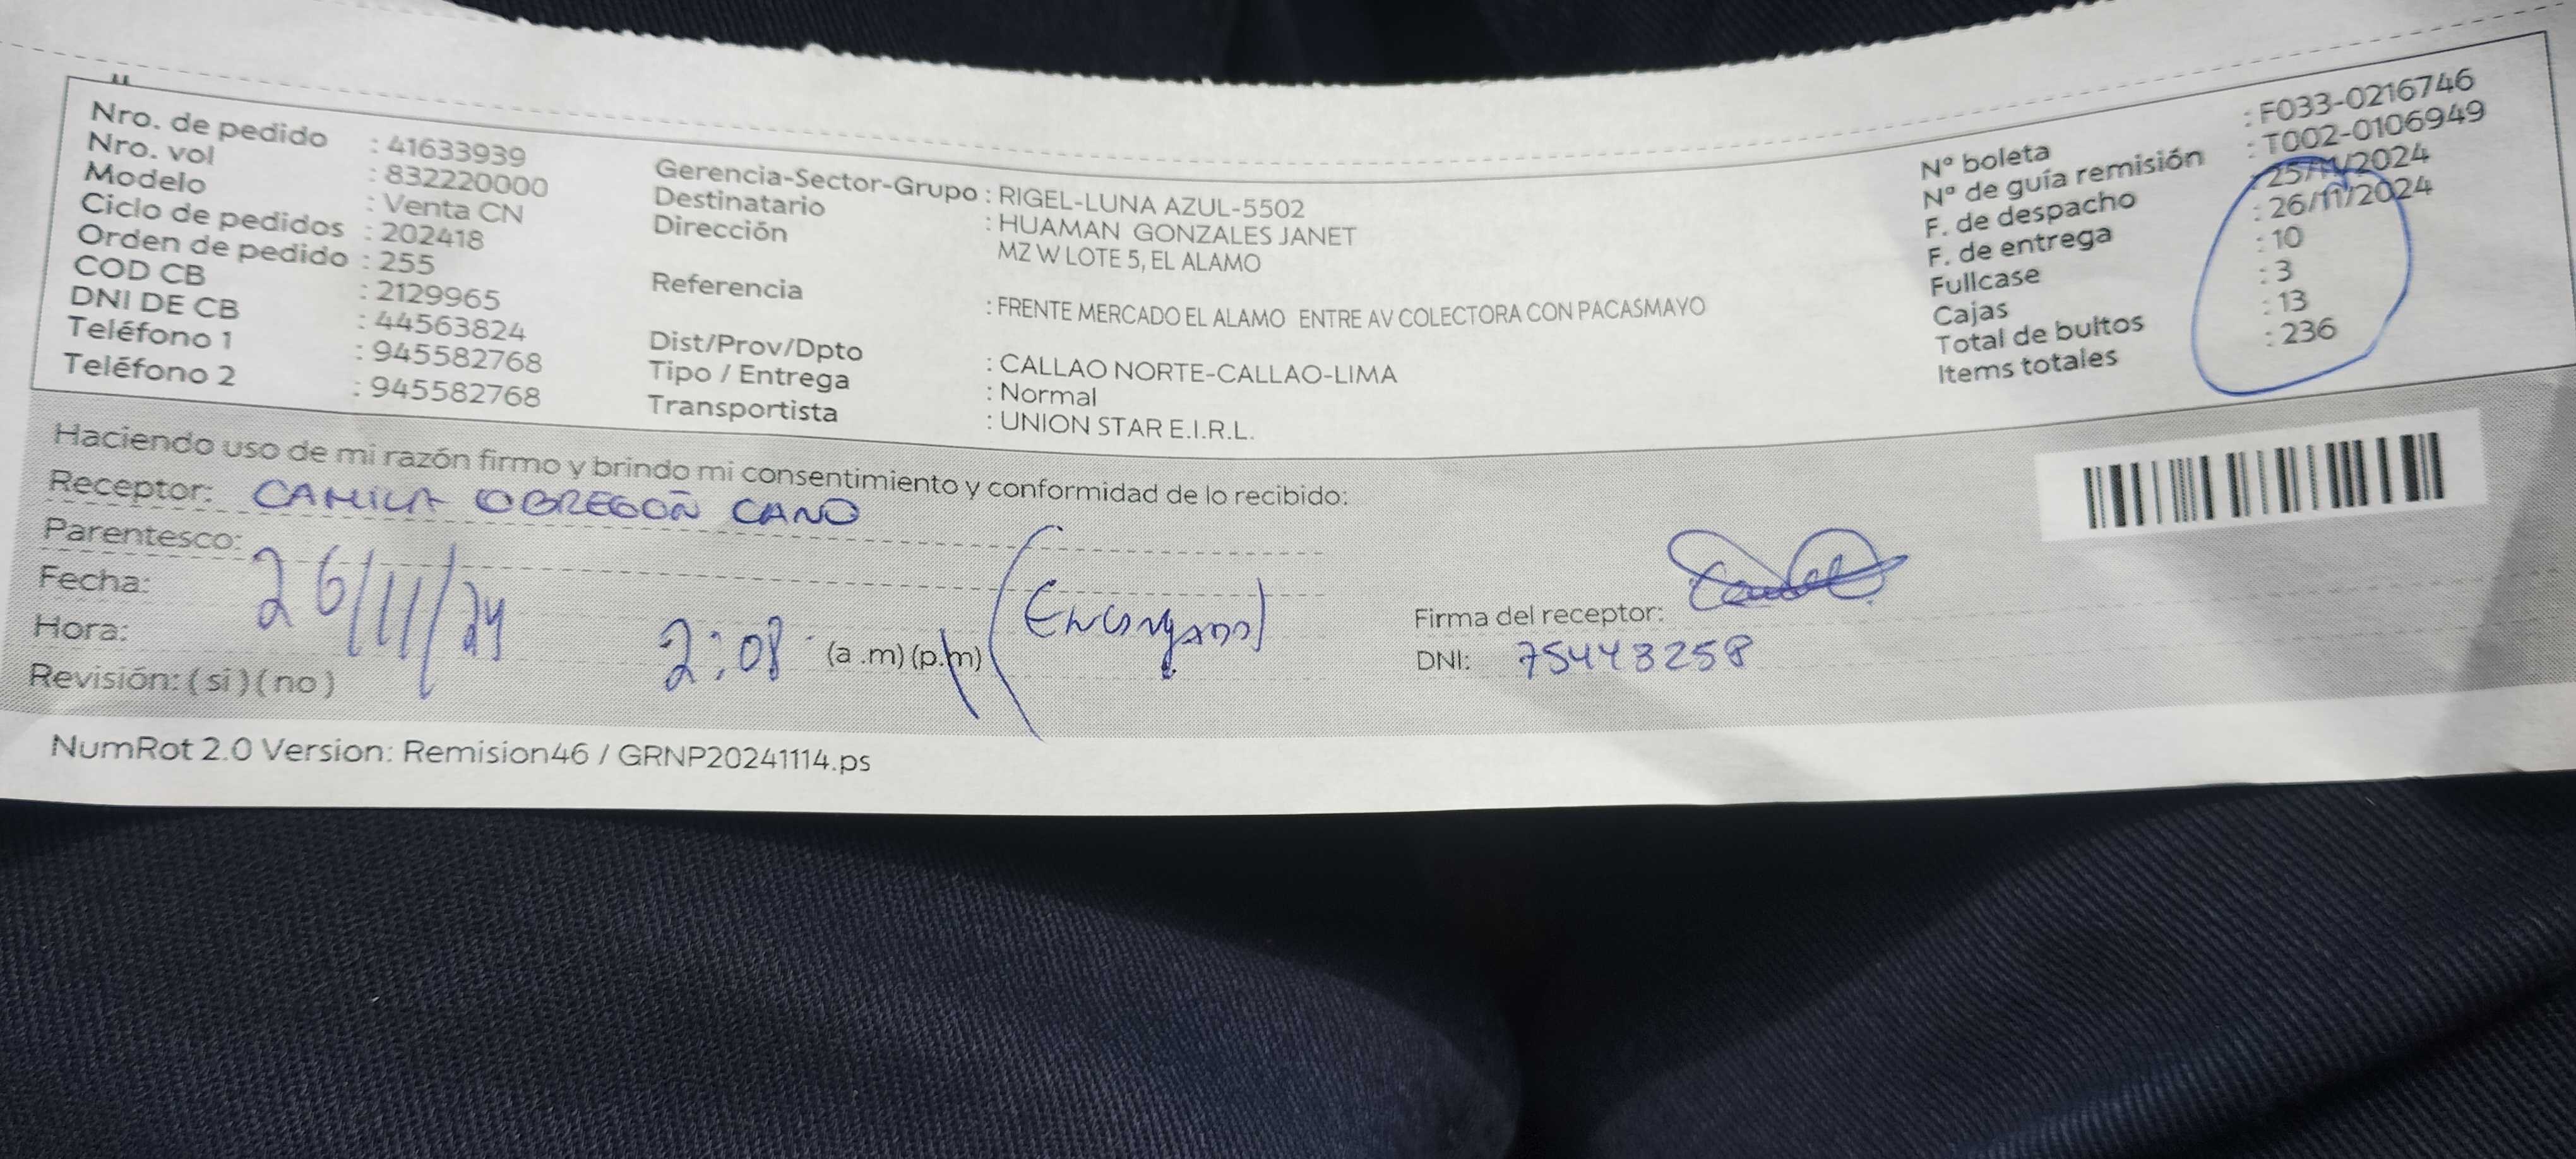 Nro. de pedido : 41633939
Nro. vol : 832220000
Modelo : Venta CN
Ciclo de pedidos : 202418
Orden de pedido : 255
COD CB : 2129965
DNI DE CB : 44563824
Teléfono 1 : 945582768
Teléfono 2 : 945582768
Gerencia-Sector-Grupo : RIGEL-LUNA AZUL-5502
Destinatario : HUAMAN GONZALES JANET
Dirección MZ W LOTE 5, EL ALAMO
Referencia : FRENTE MERCADO EL ALAMO ENTRE AV COLECTORA CON PACASMAYO
Dist/Prov/Dpto : CALLAO NORTE-CALLAO-LIMA
Tipo / Entrega : Normal
Transportista : UNION STAR E.I.R.L.
N° boleta : F033-0216746
N° de guía remisión : T002-0106949
F. de despacho : 25/11/2024
F. de entrega : 26/11/2024
Fullcase : 10
Cajas : 3
Total de bultos : 13
Items totales : 236
Haciendo uso de mi razón firmo y brindo mi consentimiento y conformidad de lo recibido:
Receptor: CAMILA OBREGOÑ CANO
Parentesco:
Fecha: 26/11/24
Hora: 2:08 (a .m) (p.m) (Encargado)
Revisión: ( si ) ( no )
Firma del receptor:
DNI: 75443258
NumRot 2.0 Version: Remision46 / GRNP20241114.ps